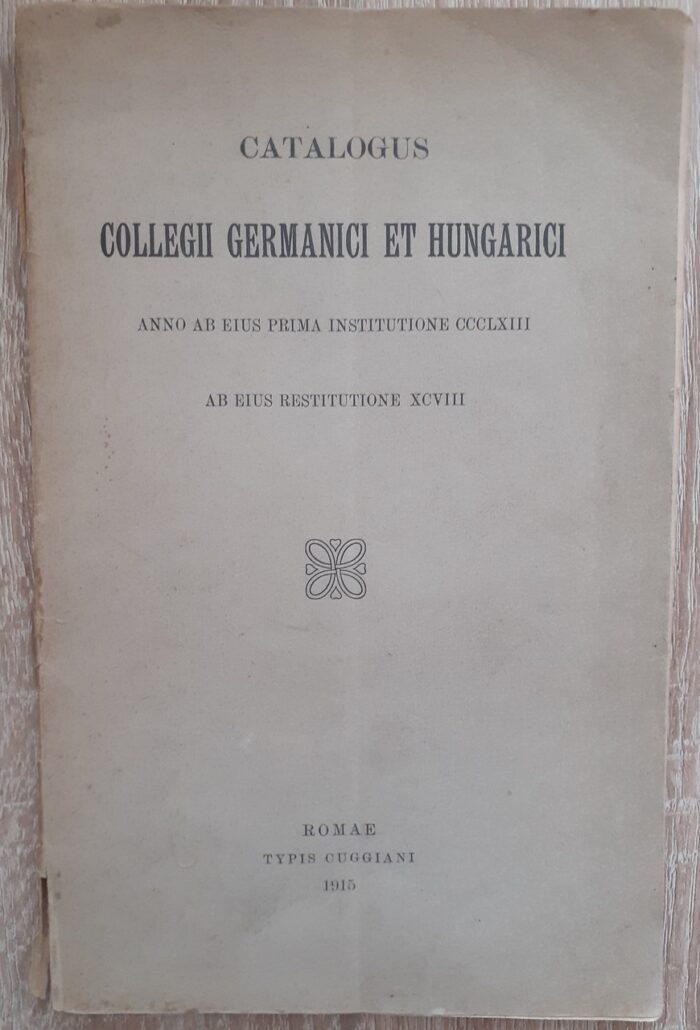 CATALOGUS
COLLEGII GERMANICI ET HUNGARICI
ANNO AB EIUS PRIMA INSTITUTIONE CCCLXIII
AB EIUS RESTITUTIONE XCVIII
ROMAE
TYPIS CUGGIANI
1915